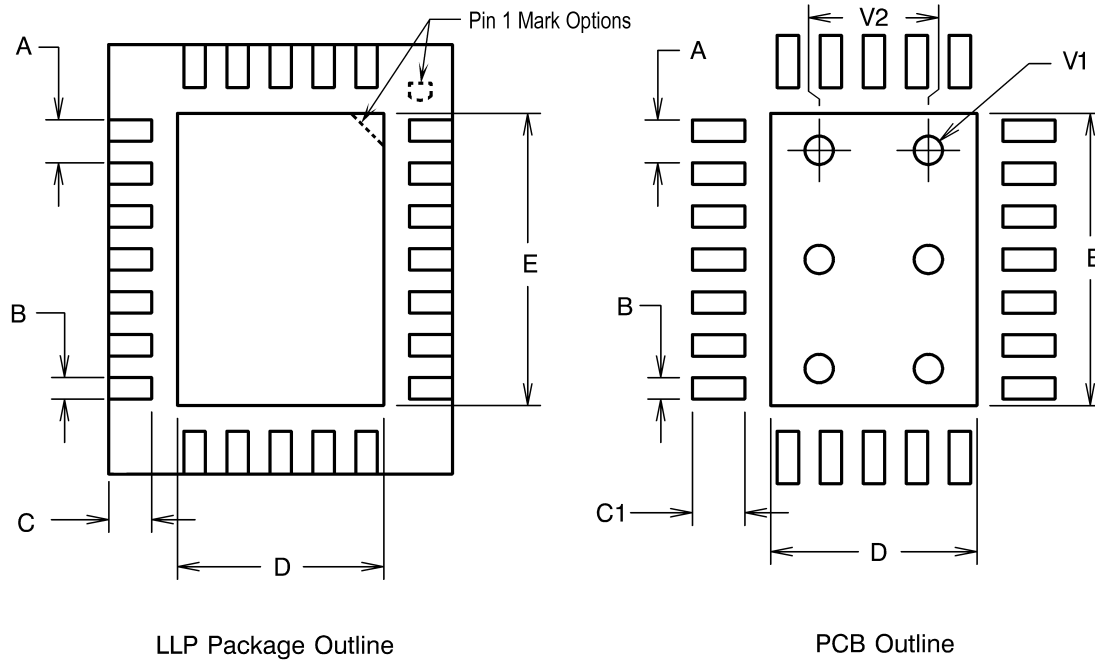 Pin 1 Mark Options
V2
A
A
V1
E
E
B
B
C
C1
D
D
LLP Package Outline
PCB Outline